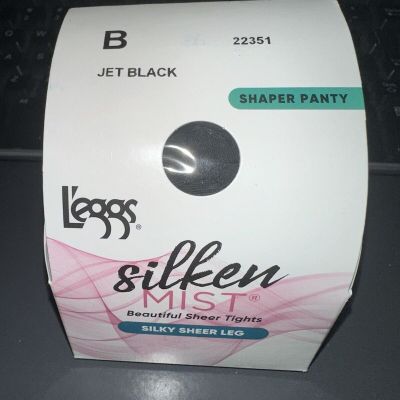 B
22351
JET BLACK
SHAPER PANTY
L'eggs®
silken
MIST®
Beautiful Sheer Tights
SILKY SHEER LEG